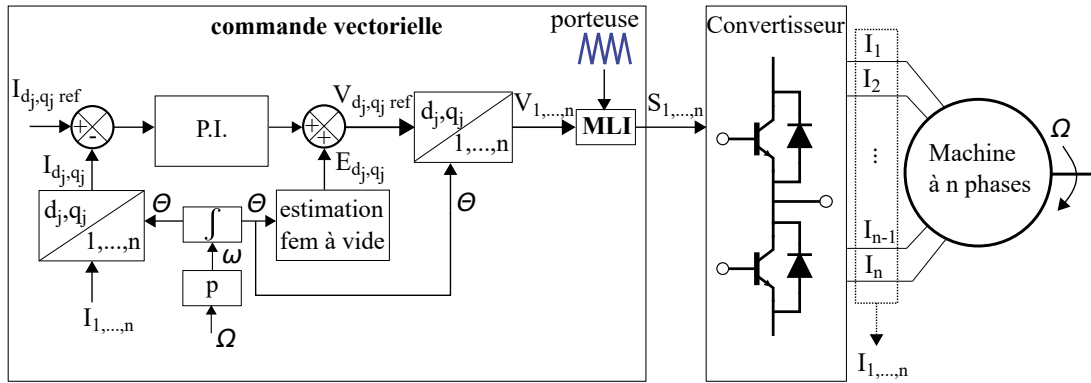 commande vectorielle
porteuse
Convertisseur
I1
I2
Idj,qj ref
+
-
P.I.
+
+
Vdj,qj ref
dj,qj
1,...,n
V1,...,n
MLI
S1,...,n
Machine
à n phases
Ω
⋮
Idj,qj
Edj,qj
dj,qj
1,...,n
Θ
∫
Θ
estimation
fem à vide
Θ
ω
p
In-1
In
I1,...,n
Ω
I1,...,n